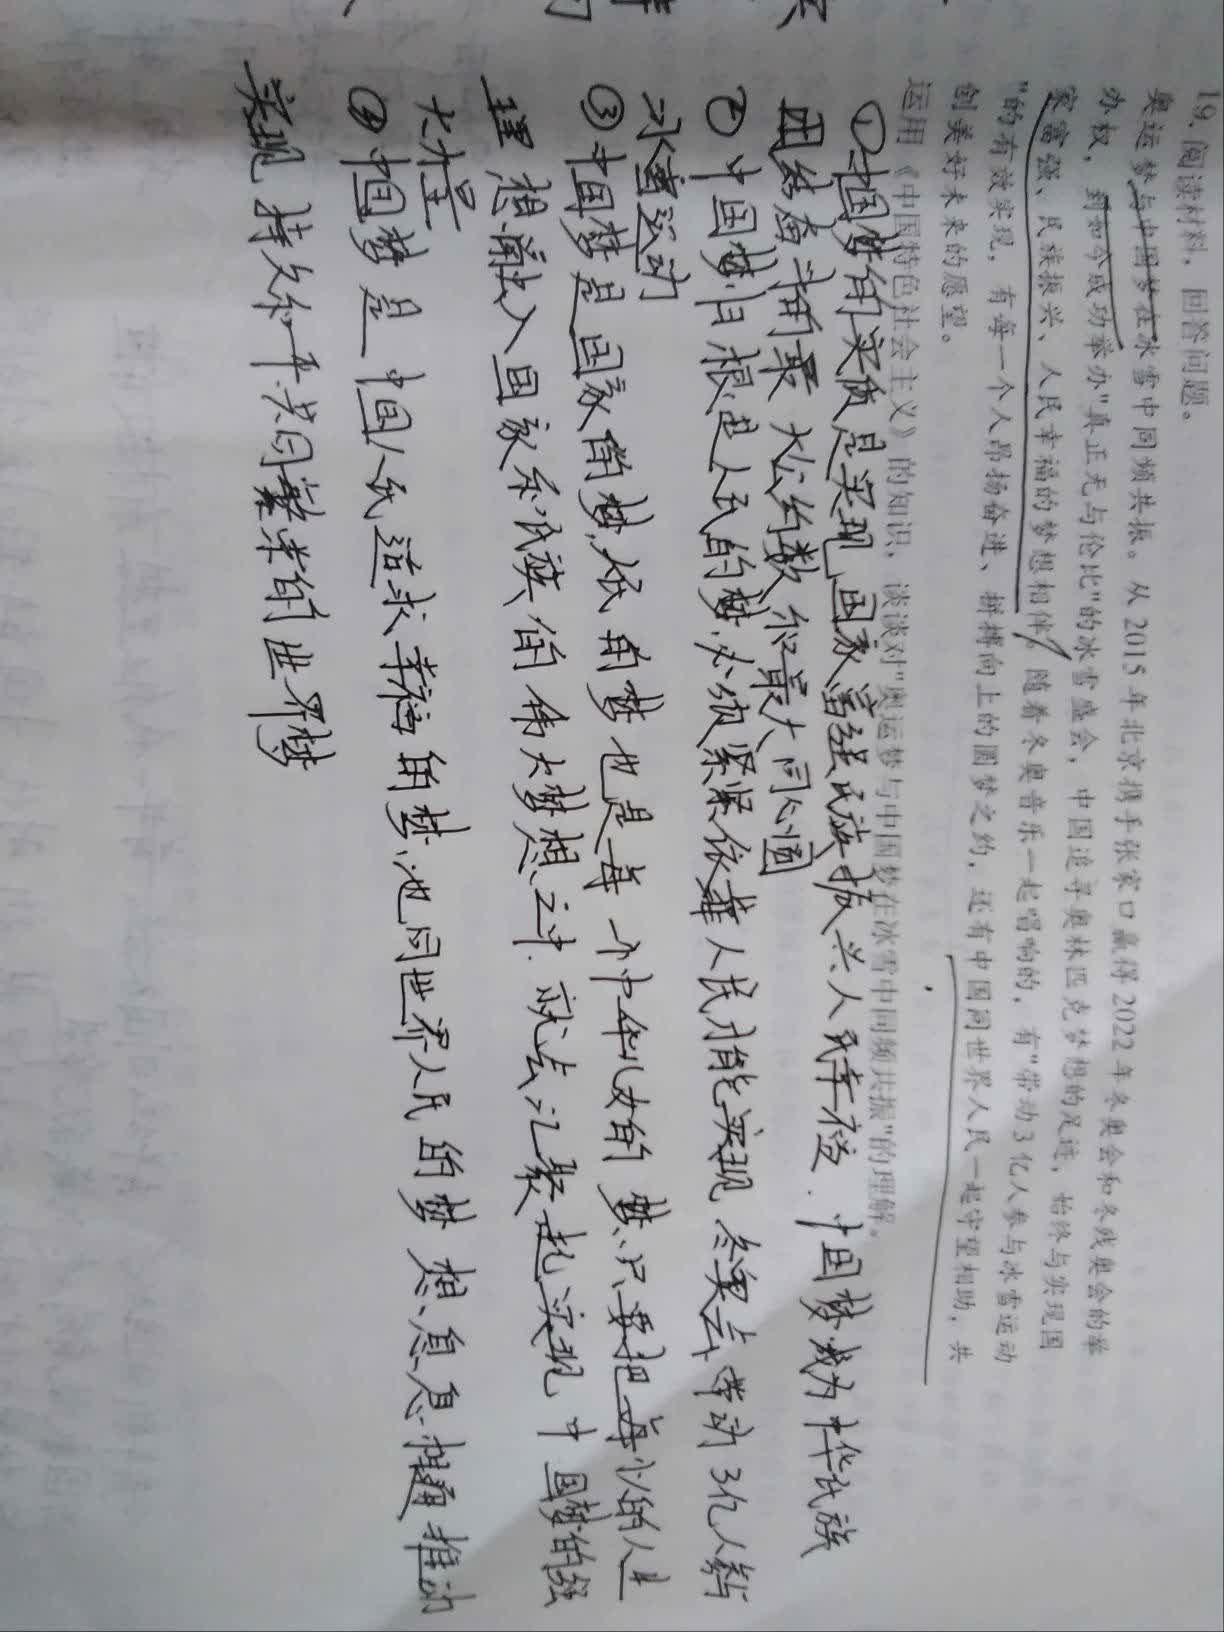 19. 阅读材料，回答问题。
奥运梦与中国梦在冰雪中同频共振。从2015年北京携手张家口赢得2022年冬奥会和冬残奥会的举
办权，到如今成功举办"真正无与伦比"的冰雪盛会，中国追寻奥林匹克梦想的足迹，始终与实现国
家富强、民族振兴、人民幸福的梦想相伴。随着冬奥音乐一起唱响的，有"带动3亿人参与冰雪运动
"的有效实现，有每一个人昂扬奋进、拼搏向上的圆梦之约，还有中国同世界人民一起守望相助，共
创美好未来的愿望。
运用《中国特色社会主义》的知识，谈谈对"奥运梦与中国梦在冰雪中同频共振"的理解。
①中国梦的实质是实现国家富强民族振兴、人民幸福．中国梦成为中华民族
团结奋斗的最大公约数和最大同心圆
②中国梦归根是人民的梦，必须紧紧依靠人民才能实现，冬奥会带动3亿人参与
冰雪运动
③中国梦是国家的梦，民的梦也是每个中华儿女的梦，只要把每个人的人生
理想融入国家和民族的伟大梦想之中，就会汇聚起实现中国梦的强
大力量
④中国梦是中国人民追求幸福的梦，也同世界人民的梦想息息相通推动
实现持久和平共同繁荣的世界梦